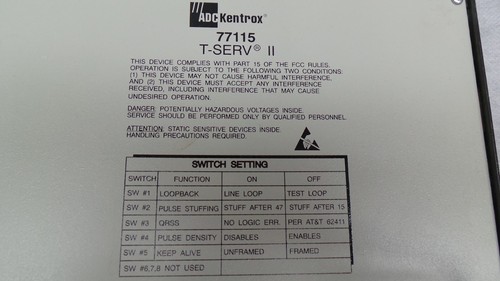 ADC Kentrox
77115
T-SERV® II
THIS DEVICE COMPLIES WITH PART 15 OF THE FCC RULES.
OPERATION IS SUBJECT TO THE FOLLOWING TWO CONDITIONS:
(1) THIS DEVICE MAY NOT CAUSE HARMFUL INTERFERENCE,
AND (2) THIS DEVICE MUST ACCEPT ANY INTERFERENCE
RECEIVED, INCLUDING INTERFERENCE THAT MAY CAUSE
UNDESIRED OPERATION.
DANGER: POTENTIALLY HAZARDOUS VOLTAGES INSIDE.
SERVICE SHOULD BE PERFORMED ONLY BY QUALIFIED PERSONNEL.
ATTENTION: STATIC SENSITIVE DEVICES INSIDE.
HANDLING PRECAUTIONS REQUIRED.
SWITCH SETTING
SWITCH FUNCTION ON OFF
SW #1 LOOPBACK LINE LOOP TEST LOOP
SW #2 PULSE STUFFING STUFF AFTER 47 STUFF AFTER 15
SW #3 QRSS NO LOGIC ERR. PER AT&T 62411
SW #4 PULSE DENSITY DISABLES ENABLES
SW #5 KEEP ALIVE UNFRAMED FRAMED
SW #6,7,8 NOT USED